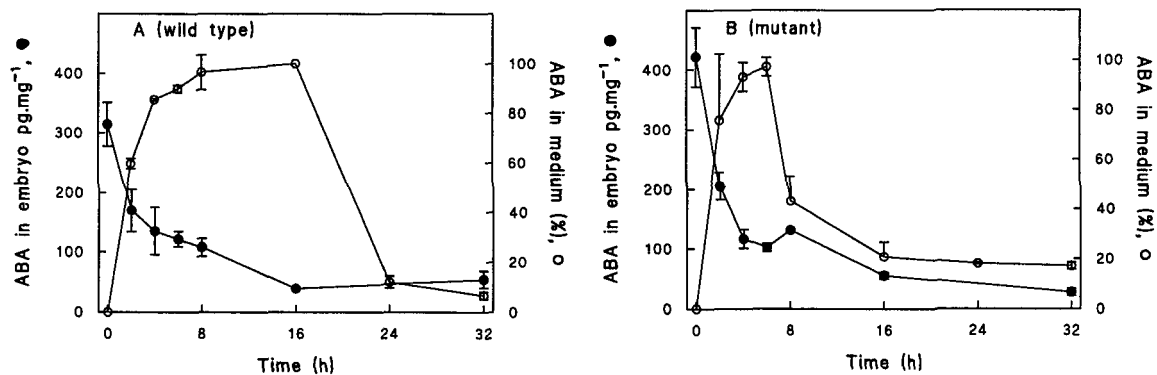 A (wild type)
ABA in embryo pg.mg⁻¹, ●
400
300
200
100
0
100
80
60
40
20
0
ABA in medium (%), o
0 8 16 24 32
Time (h)
B (mutant)
ABA in embryo pg.mg⁻¹, ●
400
300
200
100
0
100
80
60
40
20
0
ABA in medium (%), o
0 8 16 24 32
Time (h)